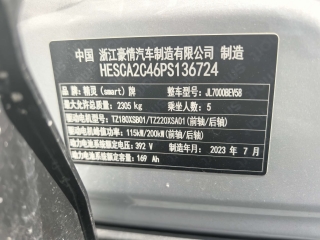 中国 浙江豪情汽车制造有限公司 制造
HESCA2C46PS136724
品牌：精灵（smart）牌 整车型号：JL7000BEV58
最大允许总质量：2305 kg 乘坐人数：5
驱动电机型号：TZ180XSB01/TZ220XSA01(前轴/后轴)
驱动电机峰值功率：115kW/200kW(前轴/后轴)
动力电池系统额定电压：392 V 制造年月：2023 年 7 月
动力电池系统额定容量：169 Ah